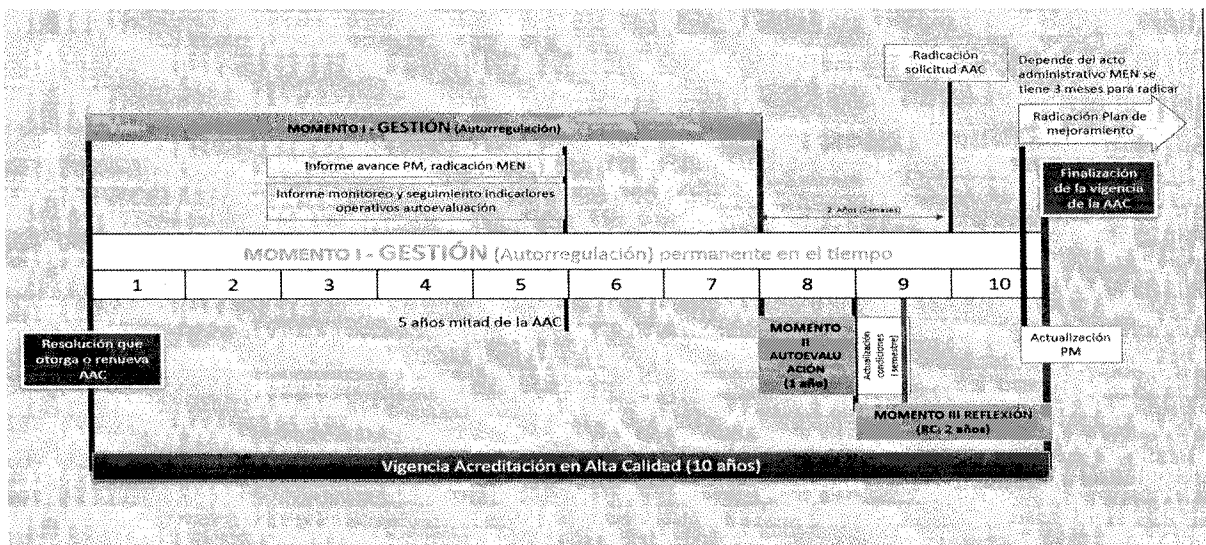 Radicación
solicitud AAC
Depende del acto
administrativo MEN se
tiene 3 meses para radicar
Radicación Plan de
mejoramiento
MOMENTO I - GESTIÓN (Autorregulación)
Informe avance PM, radicación MEN
Informe monitoreo y seguimiento indicadores
operativos autoevaluación
Finalización
de la vigencia
de la AAC
2 Años (24meses)
MOMENTO I - GESTIÓN (Autorregulación) permanente en el tiempo
1 2 3 4 5 6 7 8 9 10
5 años mitad de la AAC
Resolución que
otorga o renueva
AAC
MOMENTO
II
AUTOEVALU
ACIÓN
(1 año)
Actualización
condiciones
Actualización
PM
MOMENTO III REFLEXIÓN
(RC, 2 años)
Vigencia Acreditación en Alta Calidad (10 años)